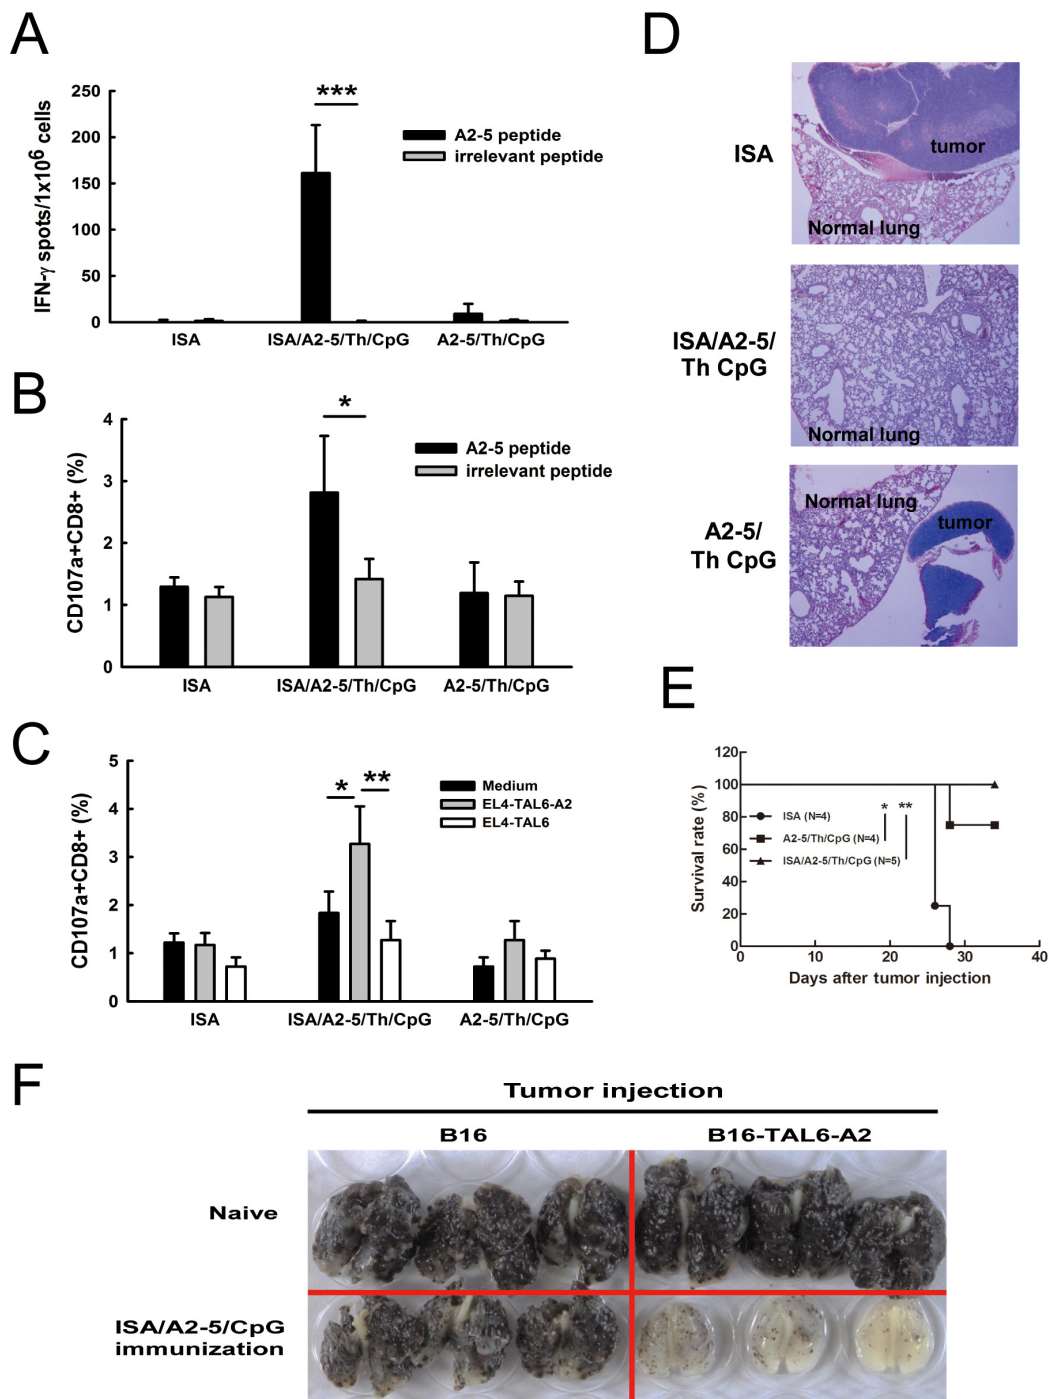 A
IFN-γ spots/1x10⁶ cells
250
200
150
100
50
0
***
A2-5 peptide
irrelevant peptide
ISA
ISA/A2-5/Th/CpG
A2-5/Th/CpG
B
CD107a+CD8+ (%)
4
3
2
1
0
*
A2-5 peptide
irrelevant peptide
ISA
ISA/A2-5/Th/CpG
A2-5/Th/CpG
C
CD107a+CD8+ (%)
5
4
3
2
1
0
* **
Medium
EL4-TAL6-A2
EL4-TAL6
ISA
ISA/A2-5/Th/CpG
A2-5/Th/CpG
D
ISA
tumor
Normal lung
ISA/A2-5/
Th CpG
Normal lung
A2-5/
Th CpG
Normal lung
tumor
E
Survival rate (%)
120
100
80
60
40
20
0
* **
ISA (N=4)
A2-5/Th/CpG (N=4)
ISA/A2-5/Th/CpG (N=5)
0 10 20 30 40
Days after tumor injection
F
Tumor injection
B16 B16-TAL6-A2
Naive
ISA/A2-5/CpG
immunization